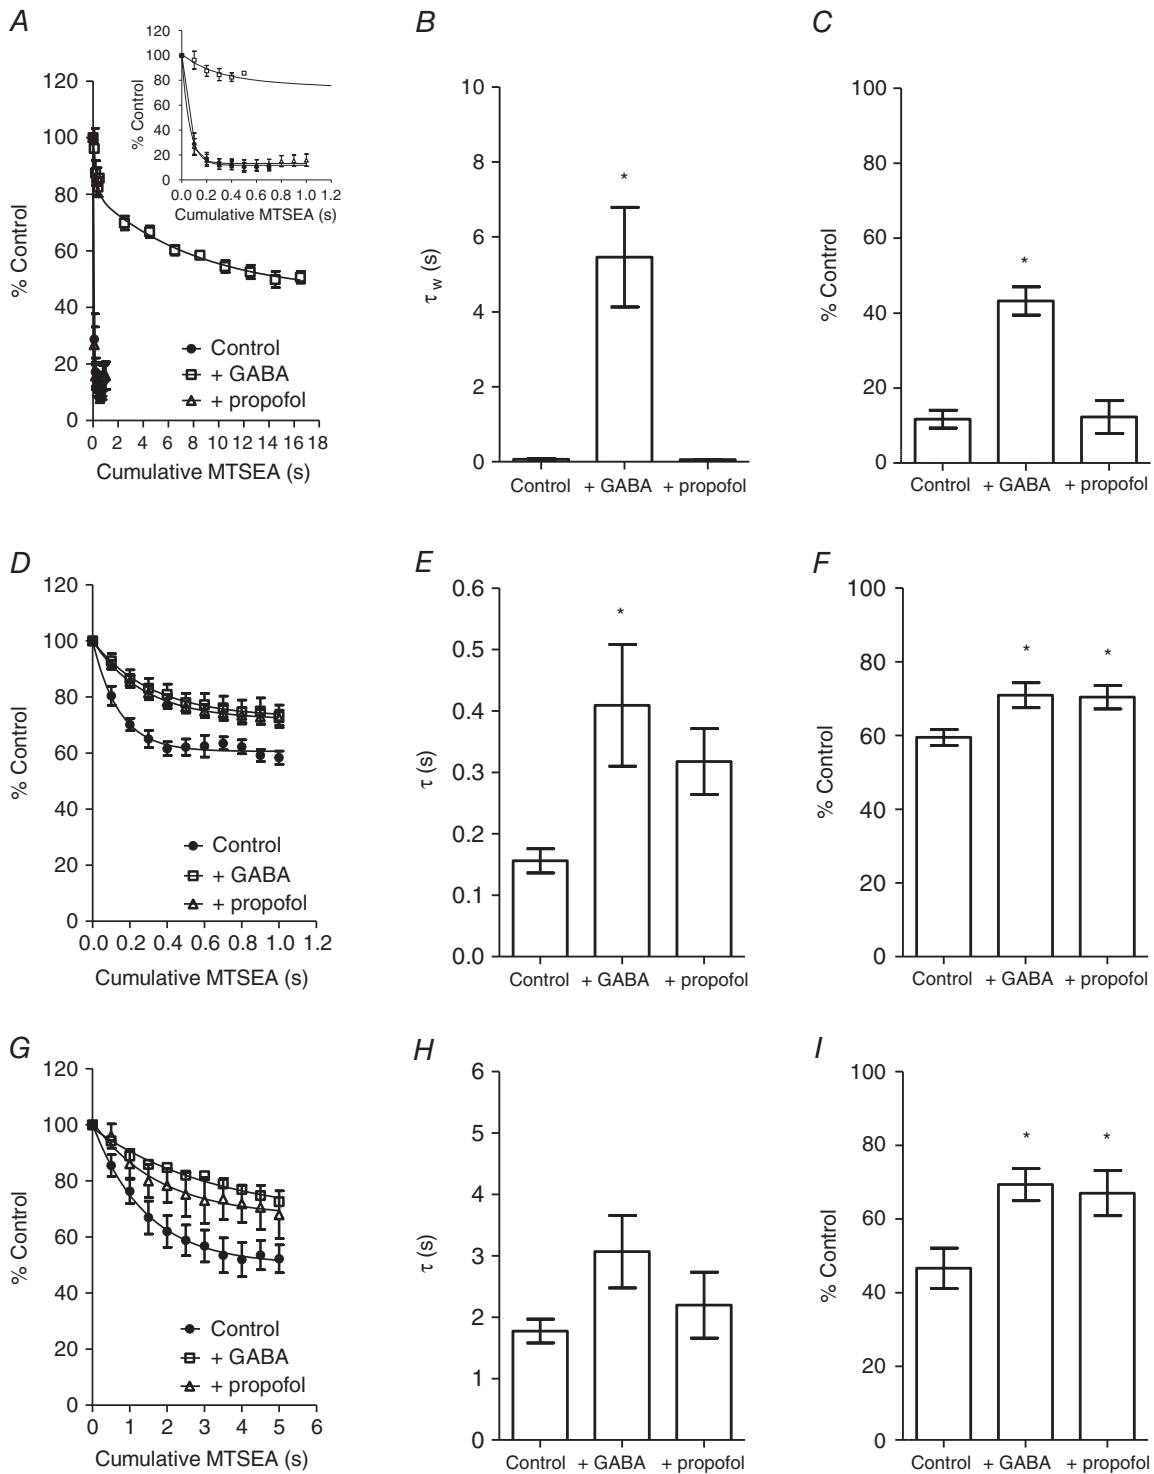 A
120
100
80
60
40
20
0
% Control
0 2 4 6 8 10 12 14 16 18
Cumulative MTSEA (s)
Control
+ GABA
+ propofol
120
100
80
60
40
20
0
% Control
0.0 0.2 0.4 0.6 0.8 1.0 1.2
Cumulative MTSEA (s)
B
10
8
6
4
2
0
τw (s)
*
Control + GABA + propofol
C
100
80
60
40
20
0
% Control
*
Control + GABA + propofol
D
120
100
80
60
40
20
0
% Control
0.0 0.2 0.4 0.6 0.8 1.0 1.2
Cumulative MTSEA (s)
Control
+ GABA
+ propofol
E
0.6
0.5
0.4
0.3
0.2
0.1
0.0
τ (s)
*
Control + GABA + propofol
F
100
80
60
40
20
0
% Control
* *
Control + GABA + propofol
G
120
100
80
60
40
20
0
% Control
0 1 2 3 4 5 6
Cumulative MTSEA (s)
Control
+ GABA
+ propofol
H
6
5
4
3
2
1
0
τ (s)
Control + GABA + propofol
I
100
80
60
40
20
0
% Control
* *
Control + GABA + propofol